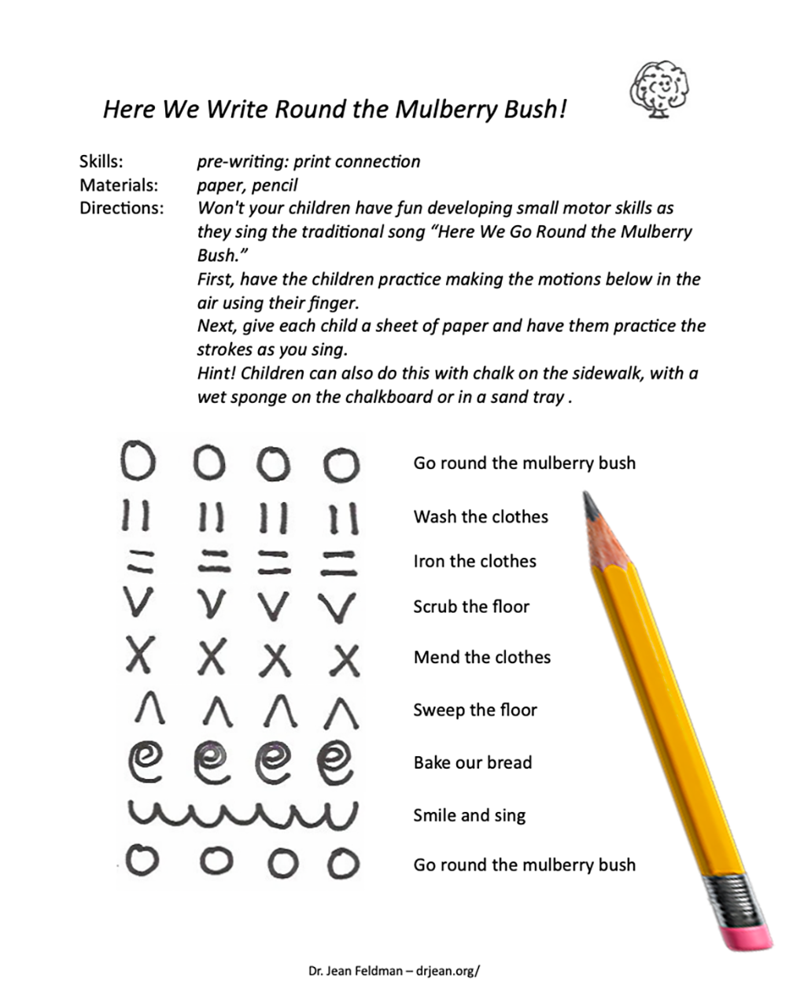 Here We Write Round the Mulberry Bush!
Skills: pre-writing: print connection
Materials: paper, pencil
Directions: Won't your children have fun developing small motor skills as
they sing the traditional song “Here We Go Round the Mulberry
Bush.”
First, have the children practice making the motions below in the
air using their finger.
Next, give each child a sheet of paper and have them practice the
strokes as you sing.
Hint! Children can also do this with chalk on the sidewalk, with a
wet sponge on the chalkboard or in a sand tray .
Go round the mulberry bush
Wash the clothes
Iron the clothes
Scrub the floor
Mend the clothes
Sweep the floor
Bake our bread
Smile and sing
Go round the mulberry bush
Dr. Jean Feldman – drjean.org/